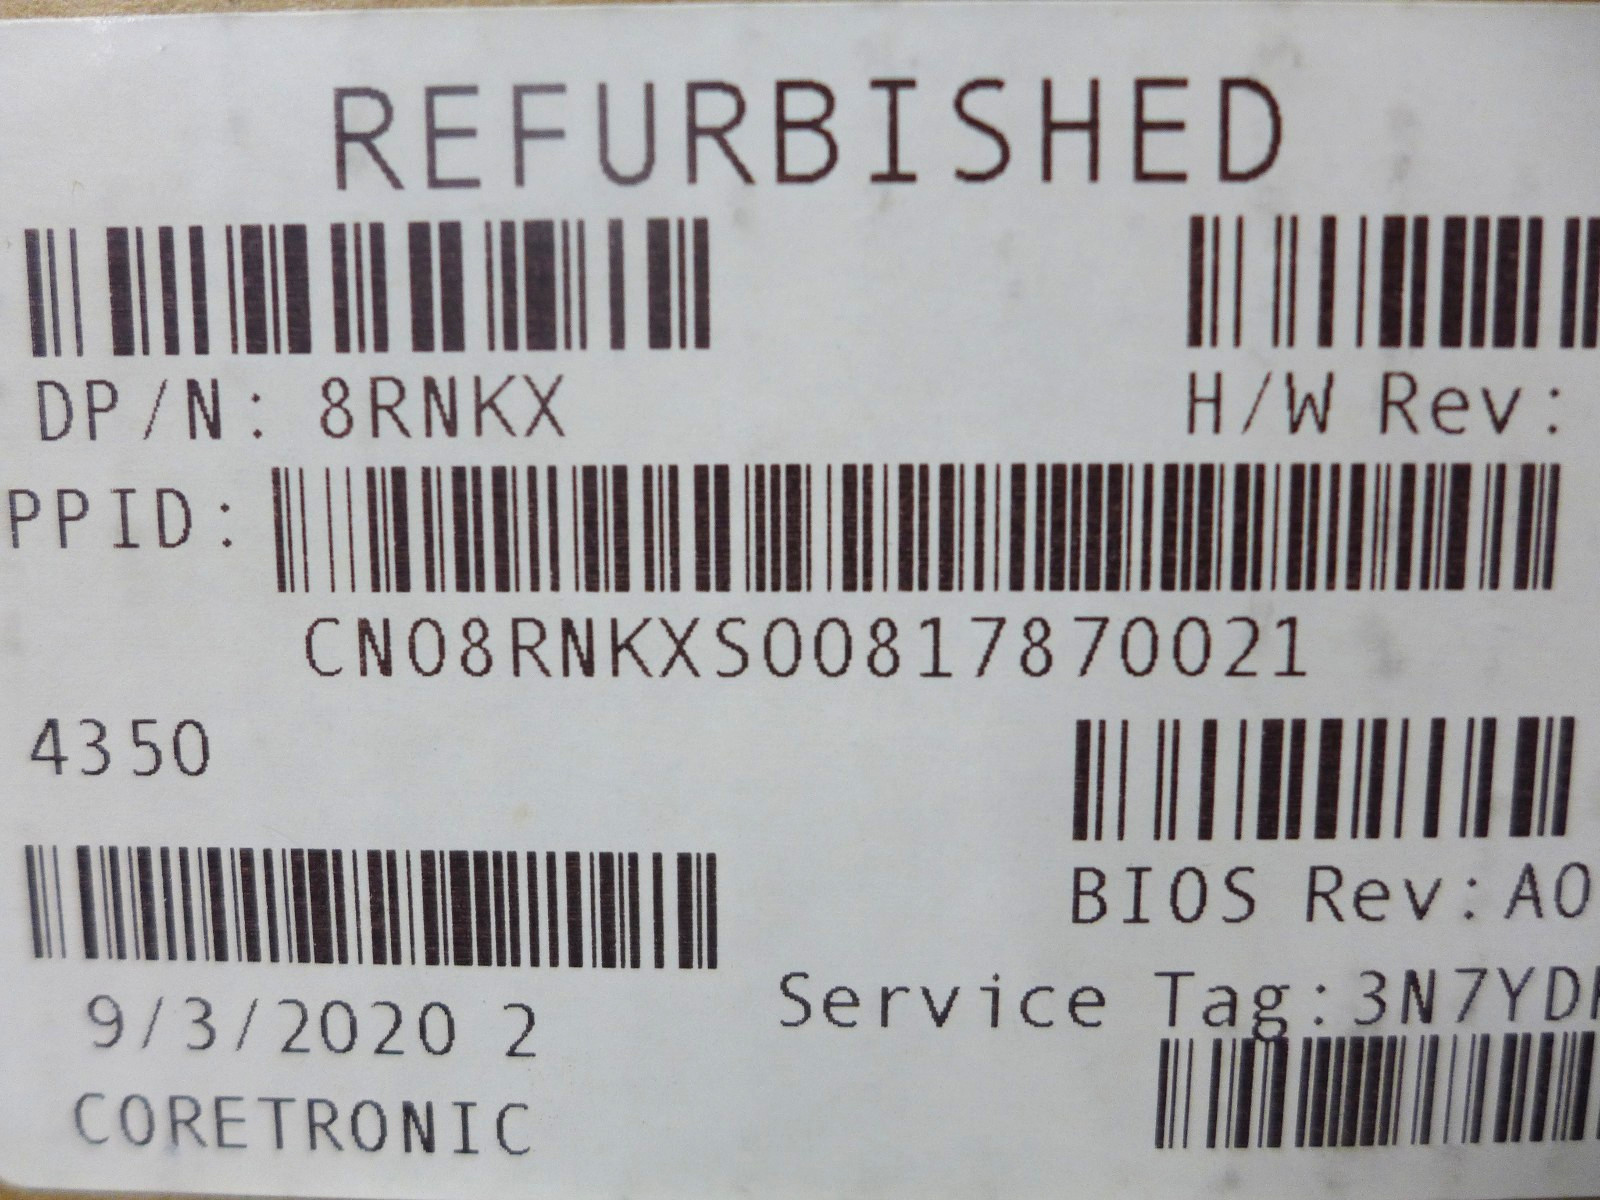 REFURBISHED
DP/N: 8RNKX
H/W Rev:
PPID:
CN08RNKXS00817870021
4350
BIOS Rev:A0
9/3/2020 2
Service Tag:3N7YD
CORETRONIC